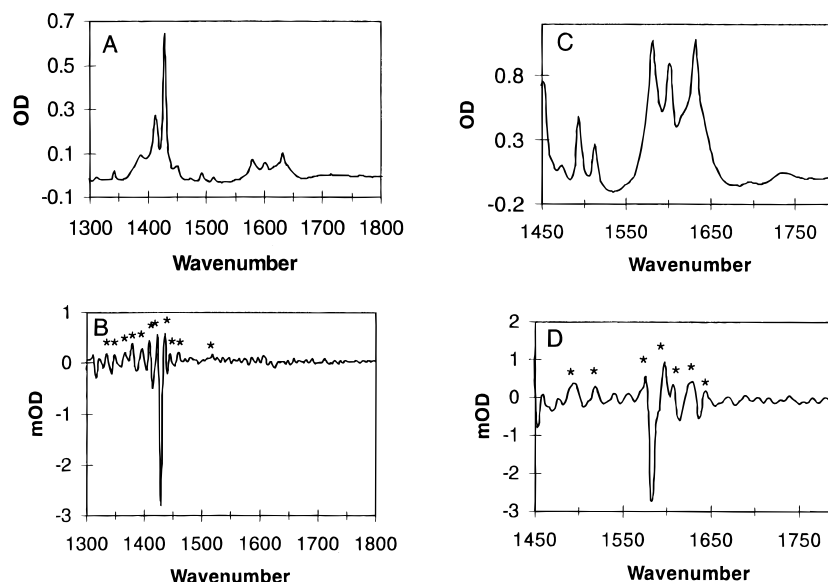 A
OD
0.7
0.5
0.3
0.1
-0.1
1300 1400 1500 1600 1700 1800
Wavenumber
C
OD
0.8
0.3
-0.2
1450 1550 1650 1750
Wavenumber
B
mOD
1
0
-1
-2
-3
** ** ** * ** *
1300 1400 1500 1600 1700 1800
Wavenumber
D
mOD
2
1
0
-1
-2
-3
* * * * * * *
1450 1550 1650 1750
Wavenumber